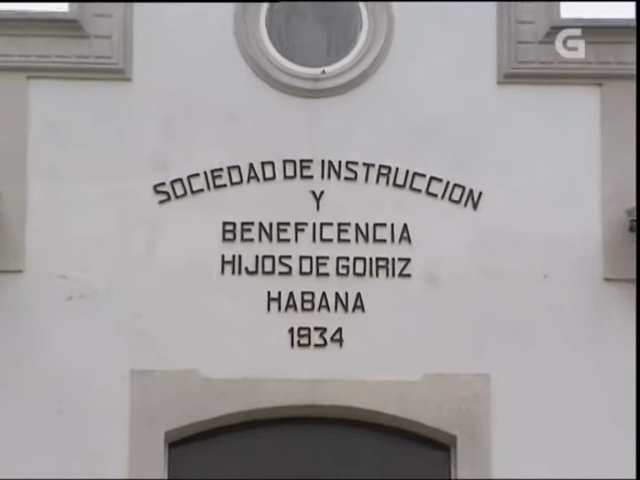 G
SOCIEDAD DE INSTRUCCION
Y
BENEFICENCIA
HIJOS DE GOIRIZ
HABANA
1934